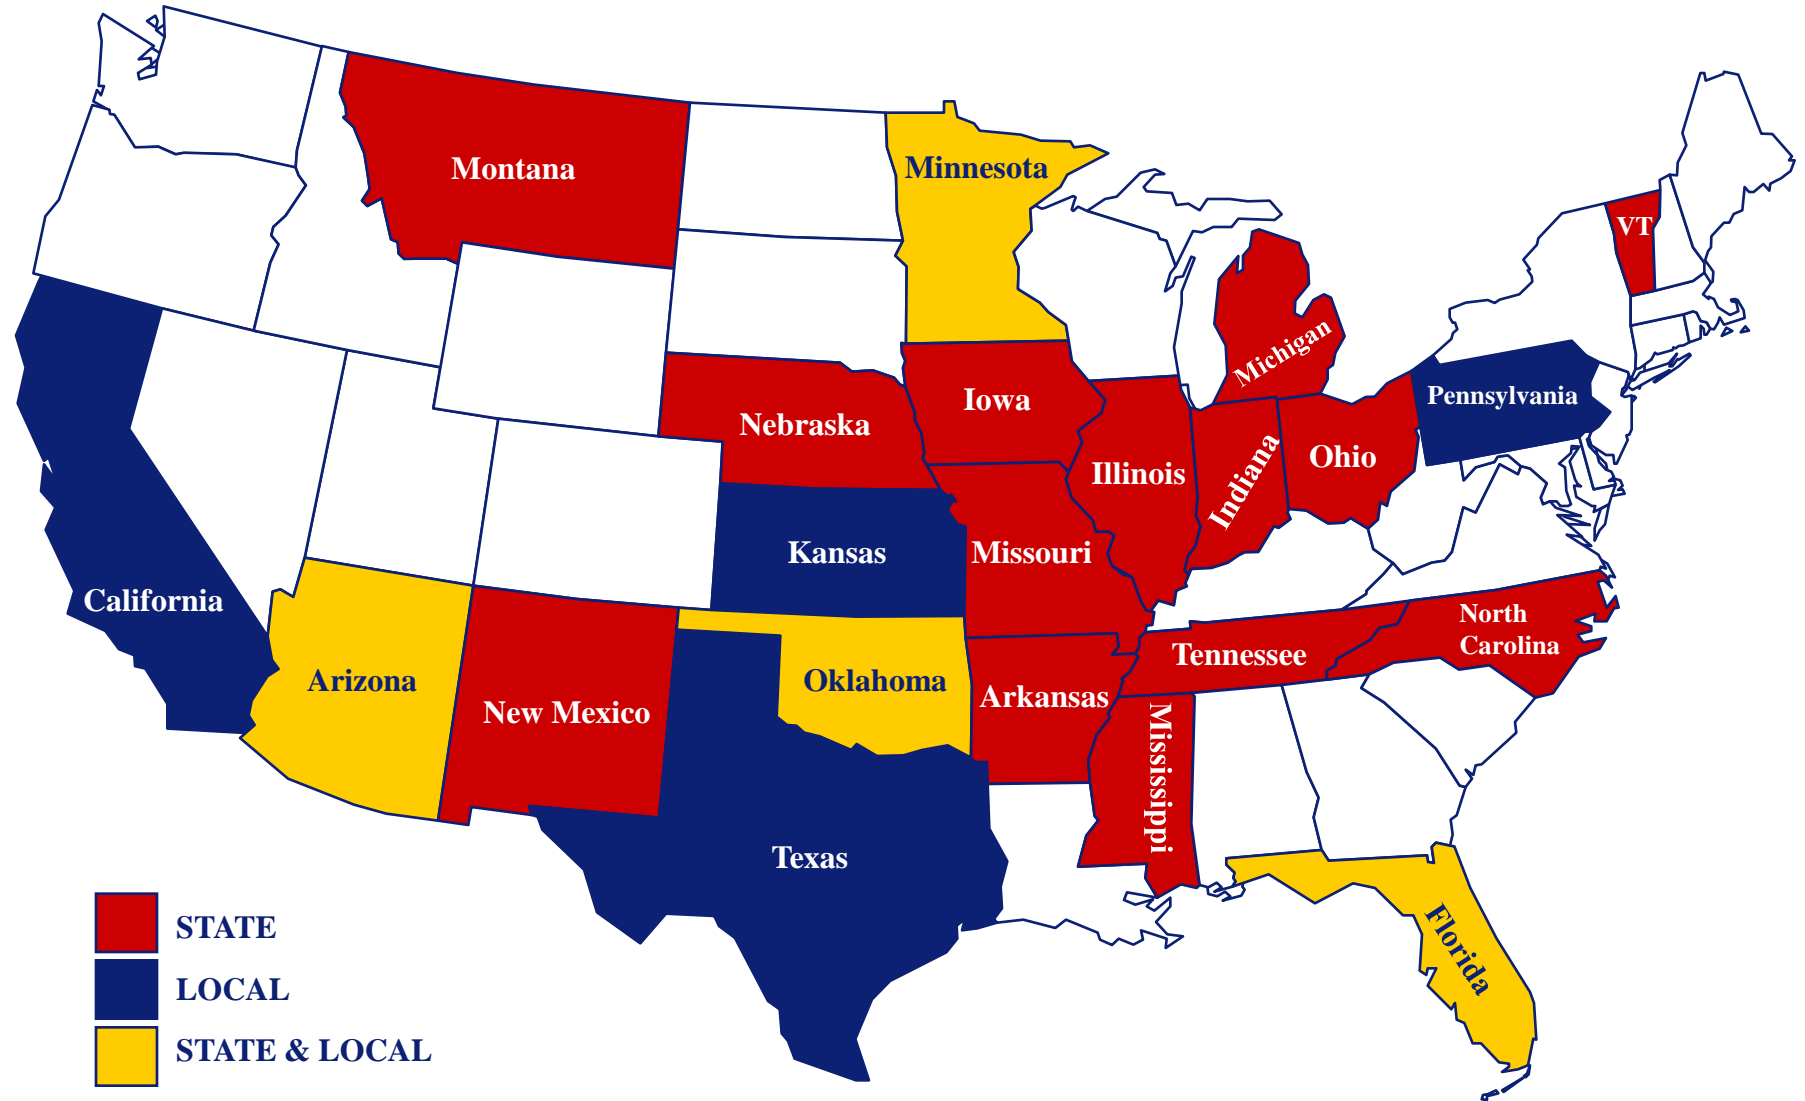 Montana
Minnesota
VT
Michigan
Pennsylvania
Iowa
Nebraska
Ohio
Illinois
Indiana
Kansas
Missouri
California
North
Carolina
Tennessee
Arizona
Oklahoma
Arkansas
New Mexico
Mississippi
Texas
Florida
STATE
LOCAL
STATE & LOCAL